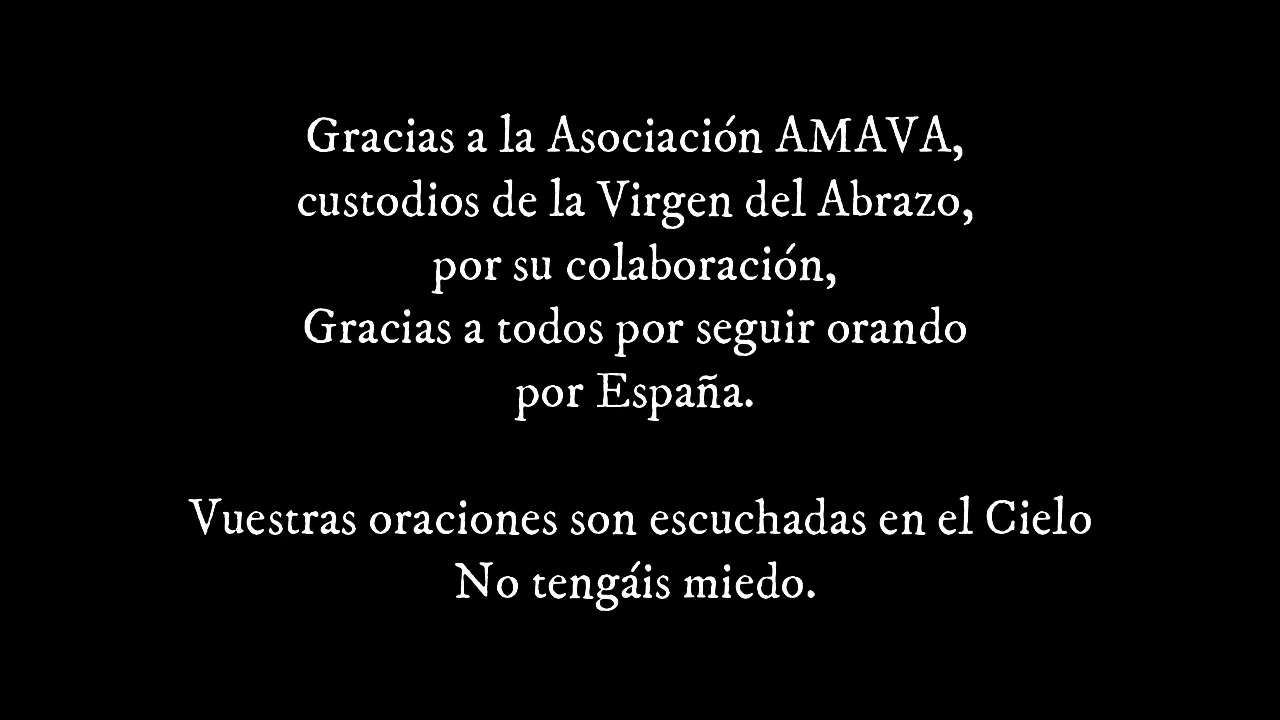 Gracias a la Asociación AMAVA,
custodios de la Virgen del Abrazo,
por su colaboración,
Gracias a todos por seguir orando
por España.
Vuestras oraciones son escuchadas en el Cielo
No tengáis miedo.